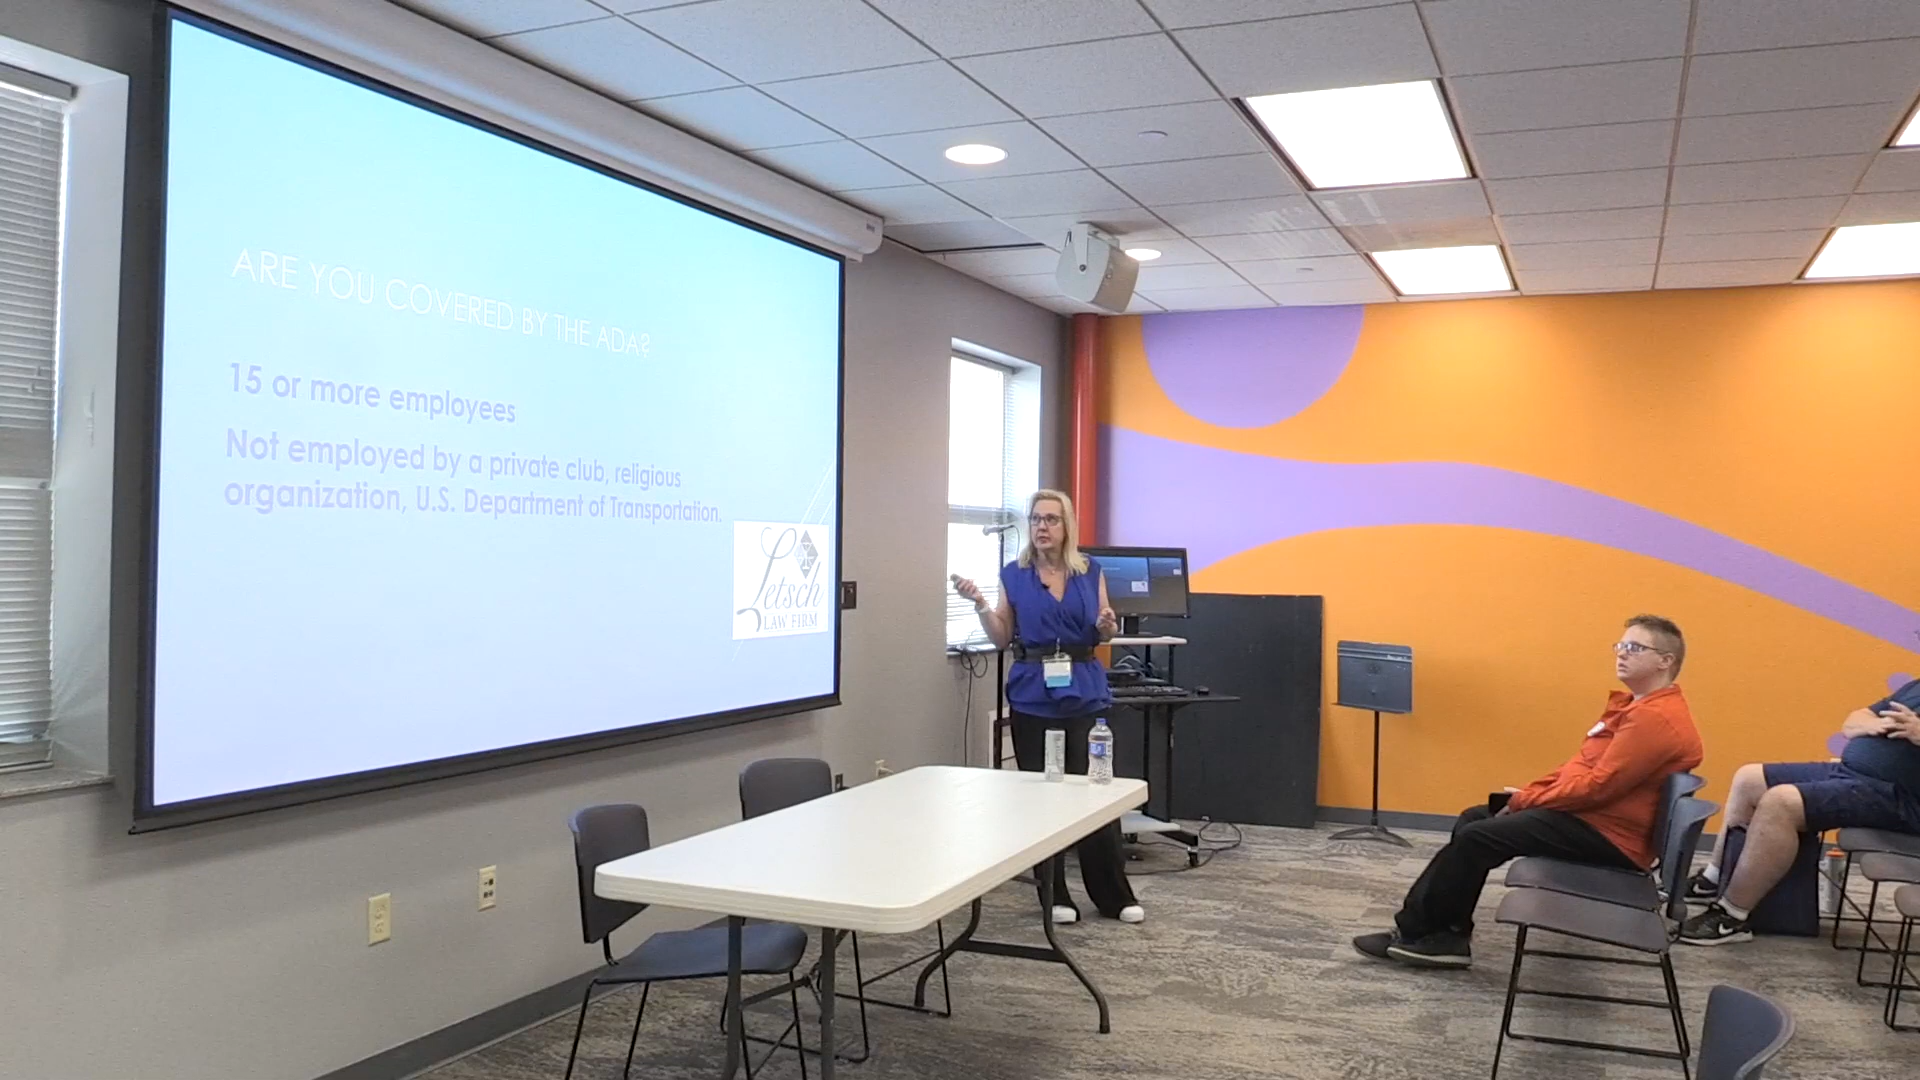 ARE YOU COVERED BY THE ADA?
15 or more employees
Not employed by a private club, religious
organization, U.S. Department of Transportation.
Letsch
LAW FIRM